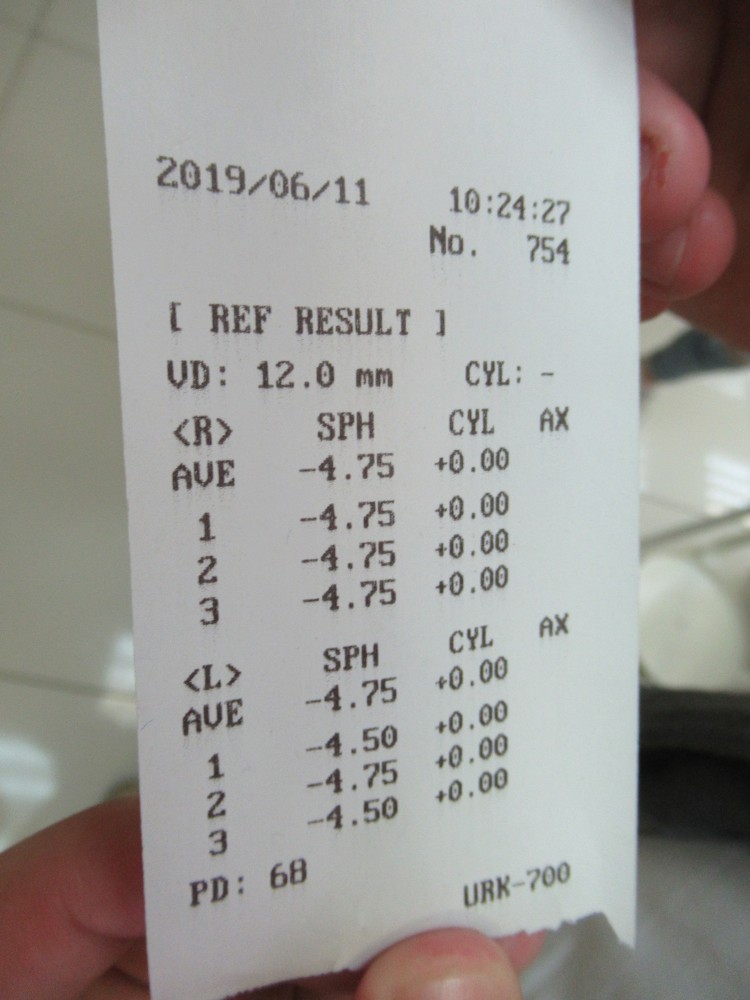 2019/06/11 10:24:27
No. 754
[ REF RESULT ]
VD: 12.0 mm CYL: -
<R> SPH CYL AX
AVE -4.75 +0.00
1 -4.75 +0.00
2 -4.75 +0.00
3 -4.75 +0.00
<L> SPH CYL AX
AVE -4.75 +0.00
1 -4.50 +0.00
2 -4.75 +0.00
3 -4.50 +0.00
PD: 68 URK-700